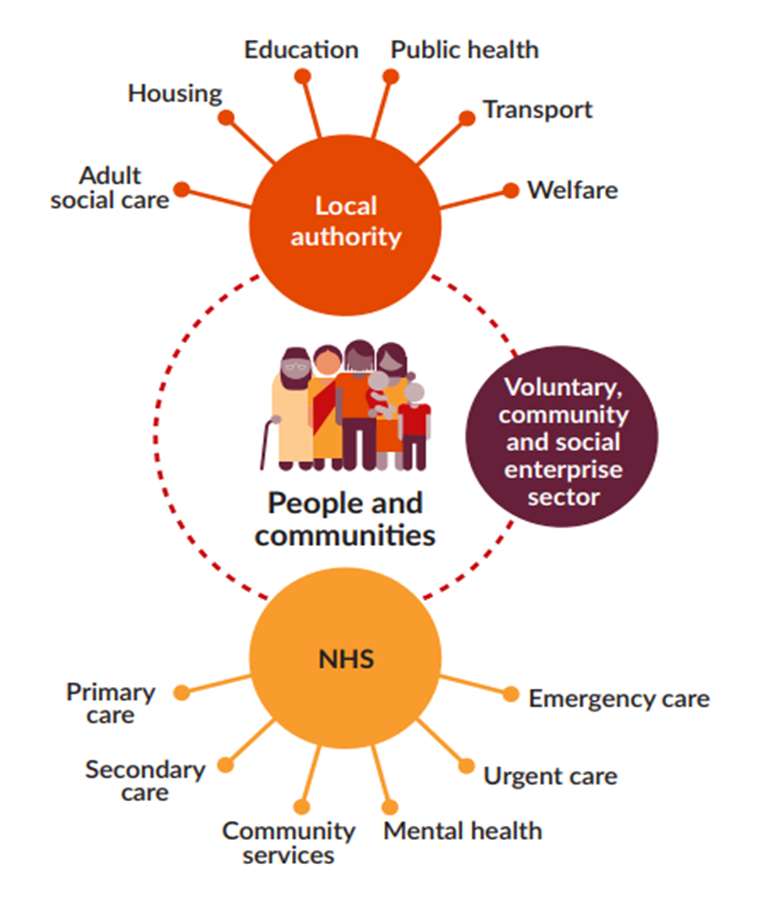 Education
Public health
Housing
Transport
Adult
social care
Welfare
Local
authority
Voluntary,
community
and social
enterprise
sector
People and
communities
NHS
Primary
care
Emergency care
Secondary
care
Urgent care
Community
services
Mental health